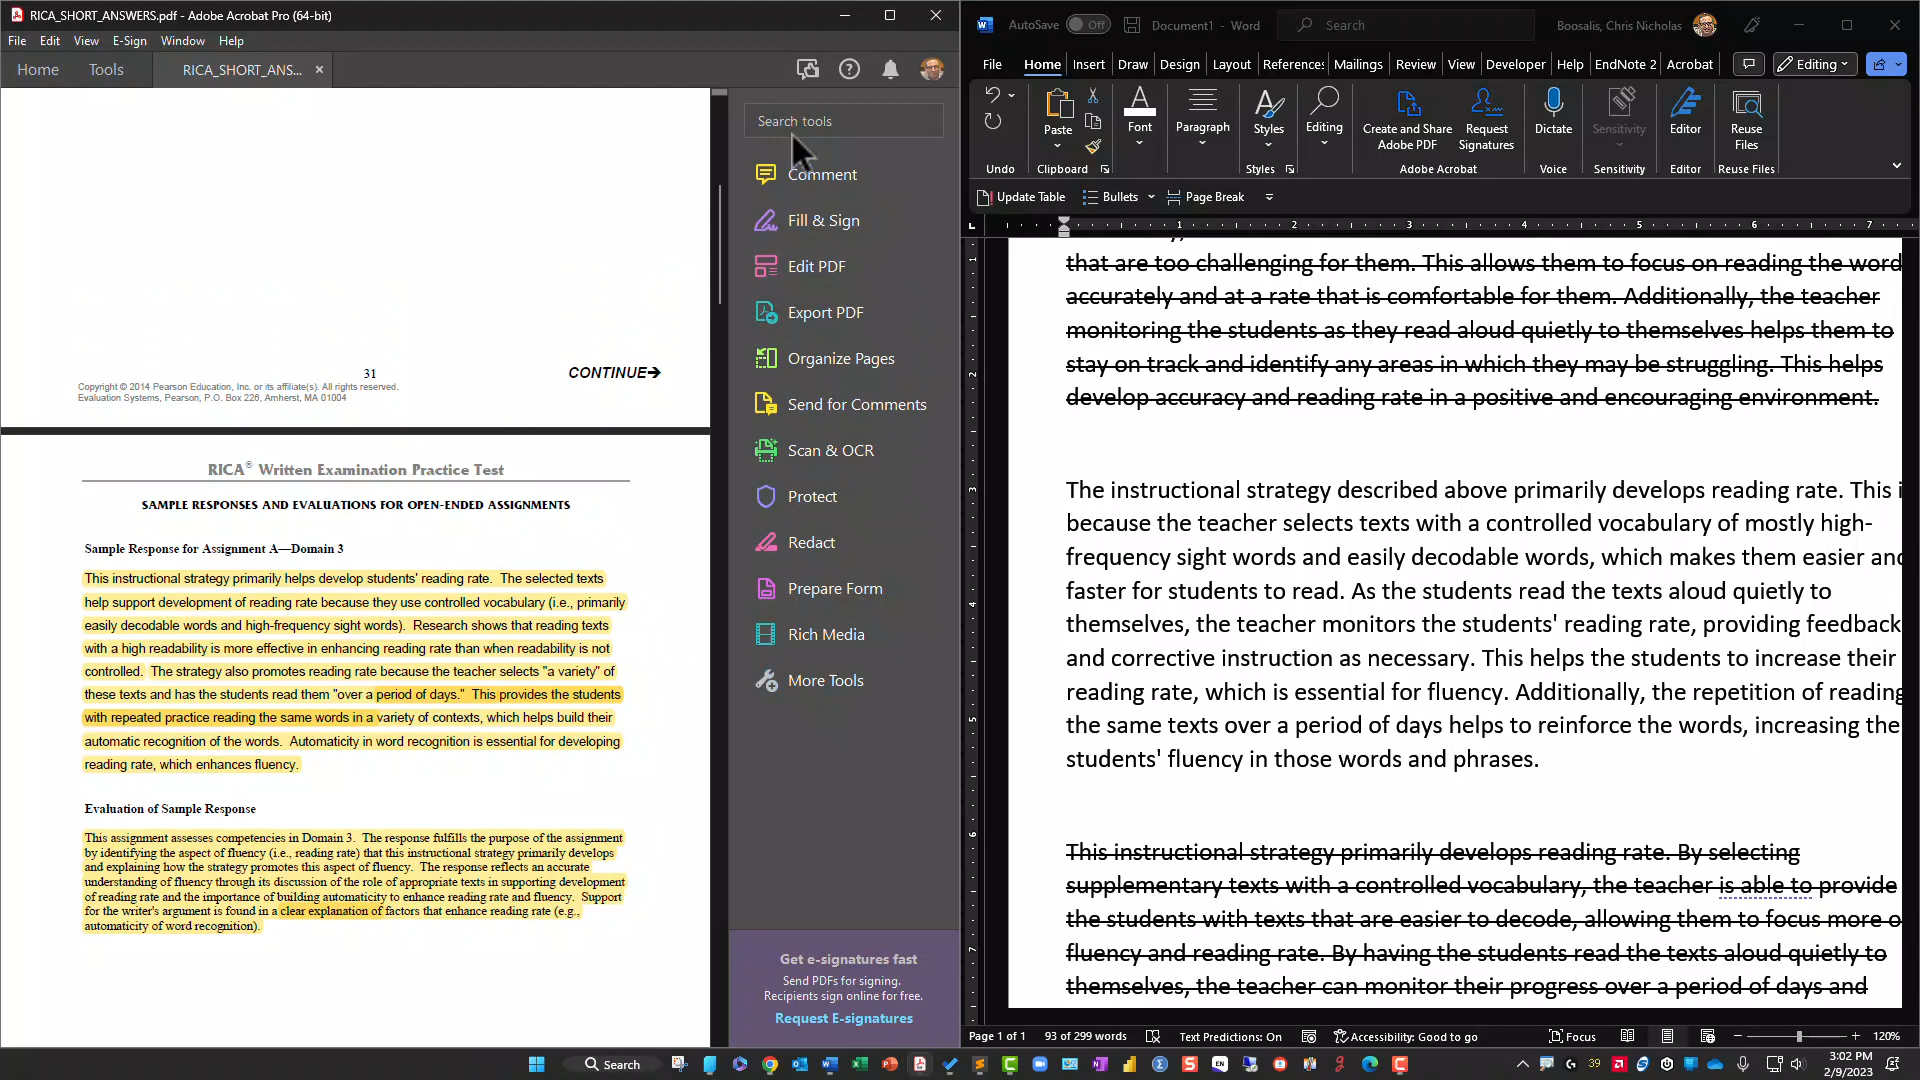 RICA_SHORT_ANSWERS.pdf - Adobe Acrobat Pro (64-bit)
File Edit View E-Sign Window Help
Home Tools RICA_SHORT_ANS... ×
31
CONTINUE➔
Copyright © 2014 Pearson Education, Inc. or its affiliate(s). All rights reserved.
Evaluation Systems, Pearson, P.O. Box 226, Amherst, MA 01004
RICA® Written Examination Practice Test
SAMPLE RESPONSES AND EVALUATIONS FOR OPEN-ENDED ASSIGNMENTS
Sample Response for Assignment A—Domain 3
This instructional strategy primarily helps develop students' reading rate. The selected texts
help support development of reading rate because they use controlled vocabulary (i.e., primarily
easily decodable words and high-frequency sight words). Research shows that reading texts
with a high readability is more effective in enhancing reading rate than when readability is not
controlled. The strategy also promotes reading rate because the teacher selects "a variety" of
these texts and has the students read them "over a period of days." This provides the students
with repeated practice reading the same words in a variety of contexts, which helps build their
automatic recognition of the words. Automaticity in word recognition is essential for developing
reading rate, which enhances fluency.
Evaluation of Sample Response
This assignment assesses competencies in Domain 3. The response fulfills the purpose of the assignment
by identifying the aspect of fluency (i.e., reading rate) that this instructional strategy primarily develops
and explaining how the strategy promotes this aspect of fluency. The response reflects an accurate
understanding of fluency through its discussion of the role of appropriate texts in supporting development
of reading rate and the importance of building automaticity to enhance reading rate and fluency. Support
for the writer's argument is found in a clear explanation of factors that enhance reading rate (e.g.,
automaticity of word recognition).
Search tools
Comment
Fill & Sign
Edit PDF
Export PDF
Organize Pages
Send for Comments
Scan & OCR
Protect
Redact
Prepare Form
Rich Media
More Tools
Get e-signatures fast
Send PDFs for signing.
Recipients sign online for free.
Request E-signatures
AutoSave Off Document1 - Word Search Boosalis, Chris Nicholas
File Home Insert Draw Design Layout References Mailings Review View Developer Help EndNote 2 Acrobat Editing
Paste Font Paragraph Styles Editing Create and Share Adobe PDF Request Signatures Dictate Sensitivity Editor Reuse Files
Undo Clipboard Styles Adobe Acrobat Voice Sensitivity Editor Reuse Files
Update Table Bullets Page Break
1 2 3 4 5 6 7
that are too challenging for them. This allows them to focus on reading the word
accurately and at a rate that is comfortable for them. Additionally, the teacher
monitoring the students as they read aloud quietly to themselves helps them to
stay on track and identify any areas in which they may be struggling. This helps
develop accuracy and reading rate in a positive and encouraging environment.
The instructional strategy described above primarily develops reading rate. This i
because the teacher selects texts with a controlled vocabulary of mostly high-
frequency sight words and easily decodable words, which makes them easier and
faster for students to read. As the students read the texts aloud quietly to
themselves, the teacher monitors the students' reading rate, providing feedback
and corrective instruction as necessary. This helps the students to increase their
reading rate, which is essential for fluency. Additionally, the repetition of reading
the same texts over a period of days helps to reinforce the words, increasing the
students' fluency in those words and phrases.
This instructional strategy primarily develops reading rate. By selecting
supplementary texts with a controlled vocabulary, the teacher is able to provide
the students with texts that are easier to decode, allowing them to focus more o
fluency and reading rate. By having the students read the texts aloud quietly to
themselves, the teacher can monitor their progress over a period of days and
Page 1 of 1 93 of 299 words Text Predictions: On Accessibility: Good to go Focus 120%
Search
39
3:02 PM
2/9/2023